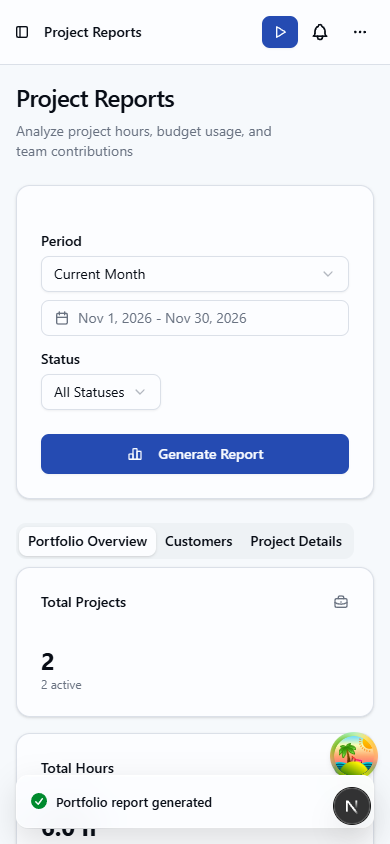 Project Reports
Project Reports
Analyze project hours, budget usage, and
team contributions
Period
Current Month
Nov 1, 2026 - Nov 30, 2026
Status
All Statuses
Generate Report
Portfolio Overview
Customers
Project Details
Total Projects
2
2 active
Total Hours
Portfolio report generated
N